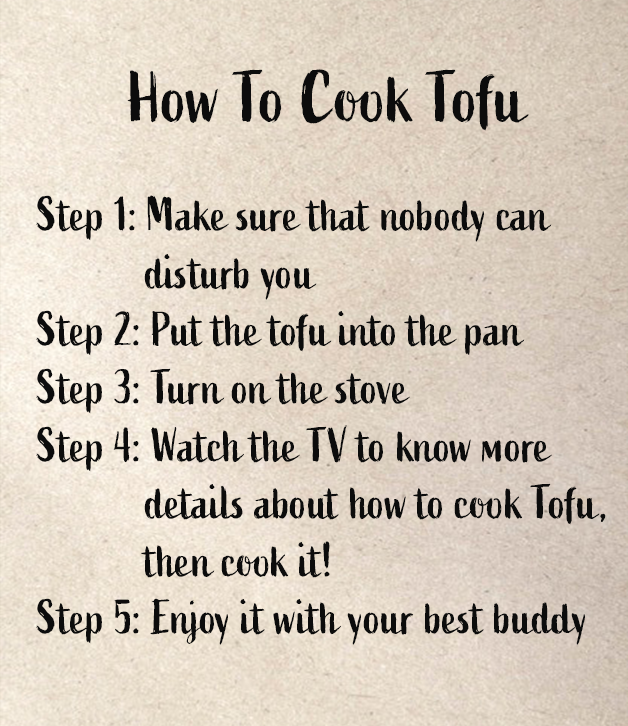 How To Cook Tofu
Step 1: Make sure that nobody can
disturb you
Step 2: Put the tofu into the pan
Step 3: Turn on the stove
Step 4: Watch the TV to know more
details about how to cook Tofu,
then cook it!
Step 5: Enjoy it with your best buddy